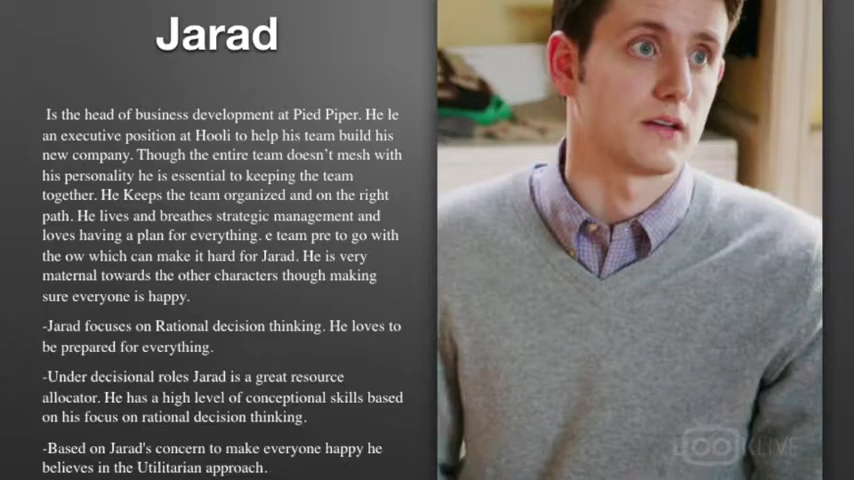 Jarad
Is the head of business development at Pied Piper. He le
an executive position at Hooli to help his team build his
new company. Though the entire team doesn't mesh with
his personality he is essential to keeping the team
together. He Keeps the team organized and on the right
path. He lives and breathes strategic management and
loves having a plan for everything. e team pre to go with
the ow which can make it hard for Jarad. He is very
maternal towards the other characters though making
sure everyone is happy.
-Jarad focuses on Rational decision thinking. He loves to
be prepared for everything.
-Under decisional roles Jarad is a great resource
allocator. He has a high level of conceptional skills based
on his focus on rational decision thinking.
-Based on Jarad's concern to make everyone happy he
believes in the Utilitarian approach.
LOOKLIVE